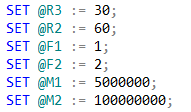 SET @R3 := 30;
SET @R2 := 60;
SET @F1 := 1;
SET @F2 := 2;
SET @M1 := 5000000;
SET @M2 := 100000000;